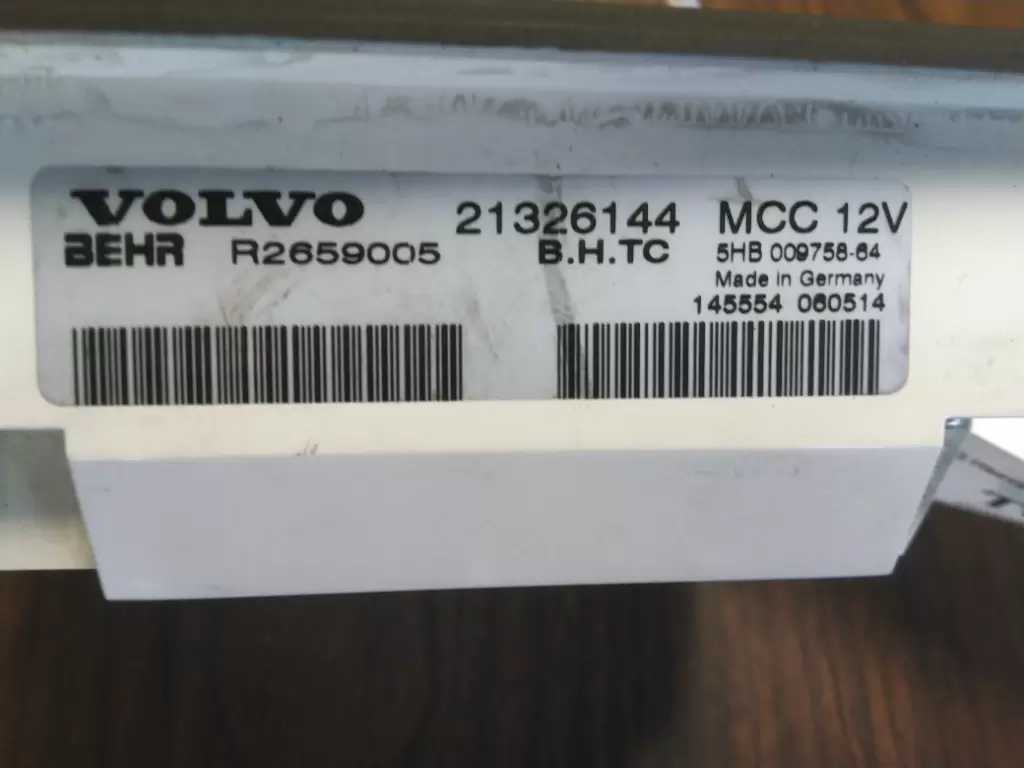 VOLVO 21326144 MCC 12V
BEHR R2659005 B.H.TC 5HB 009758-64
Made in Germany
145554 060514